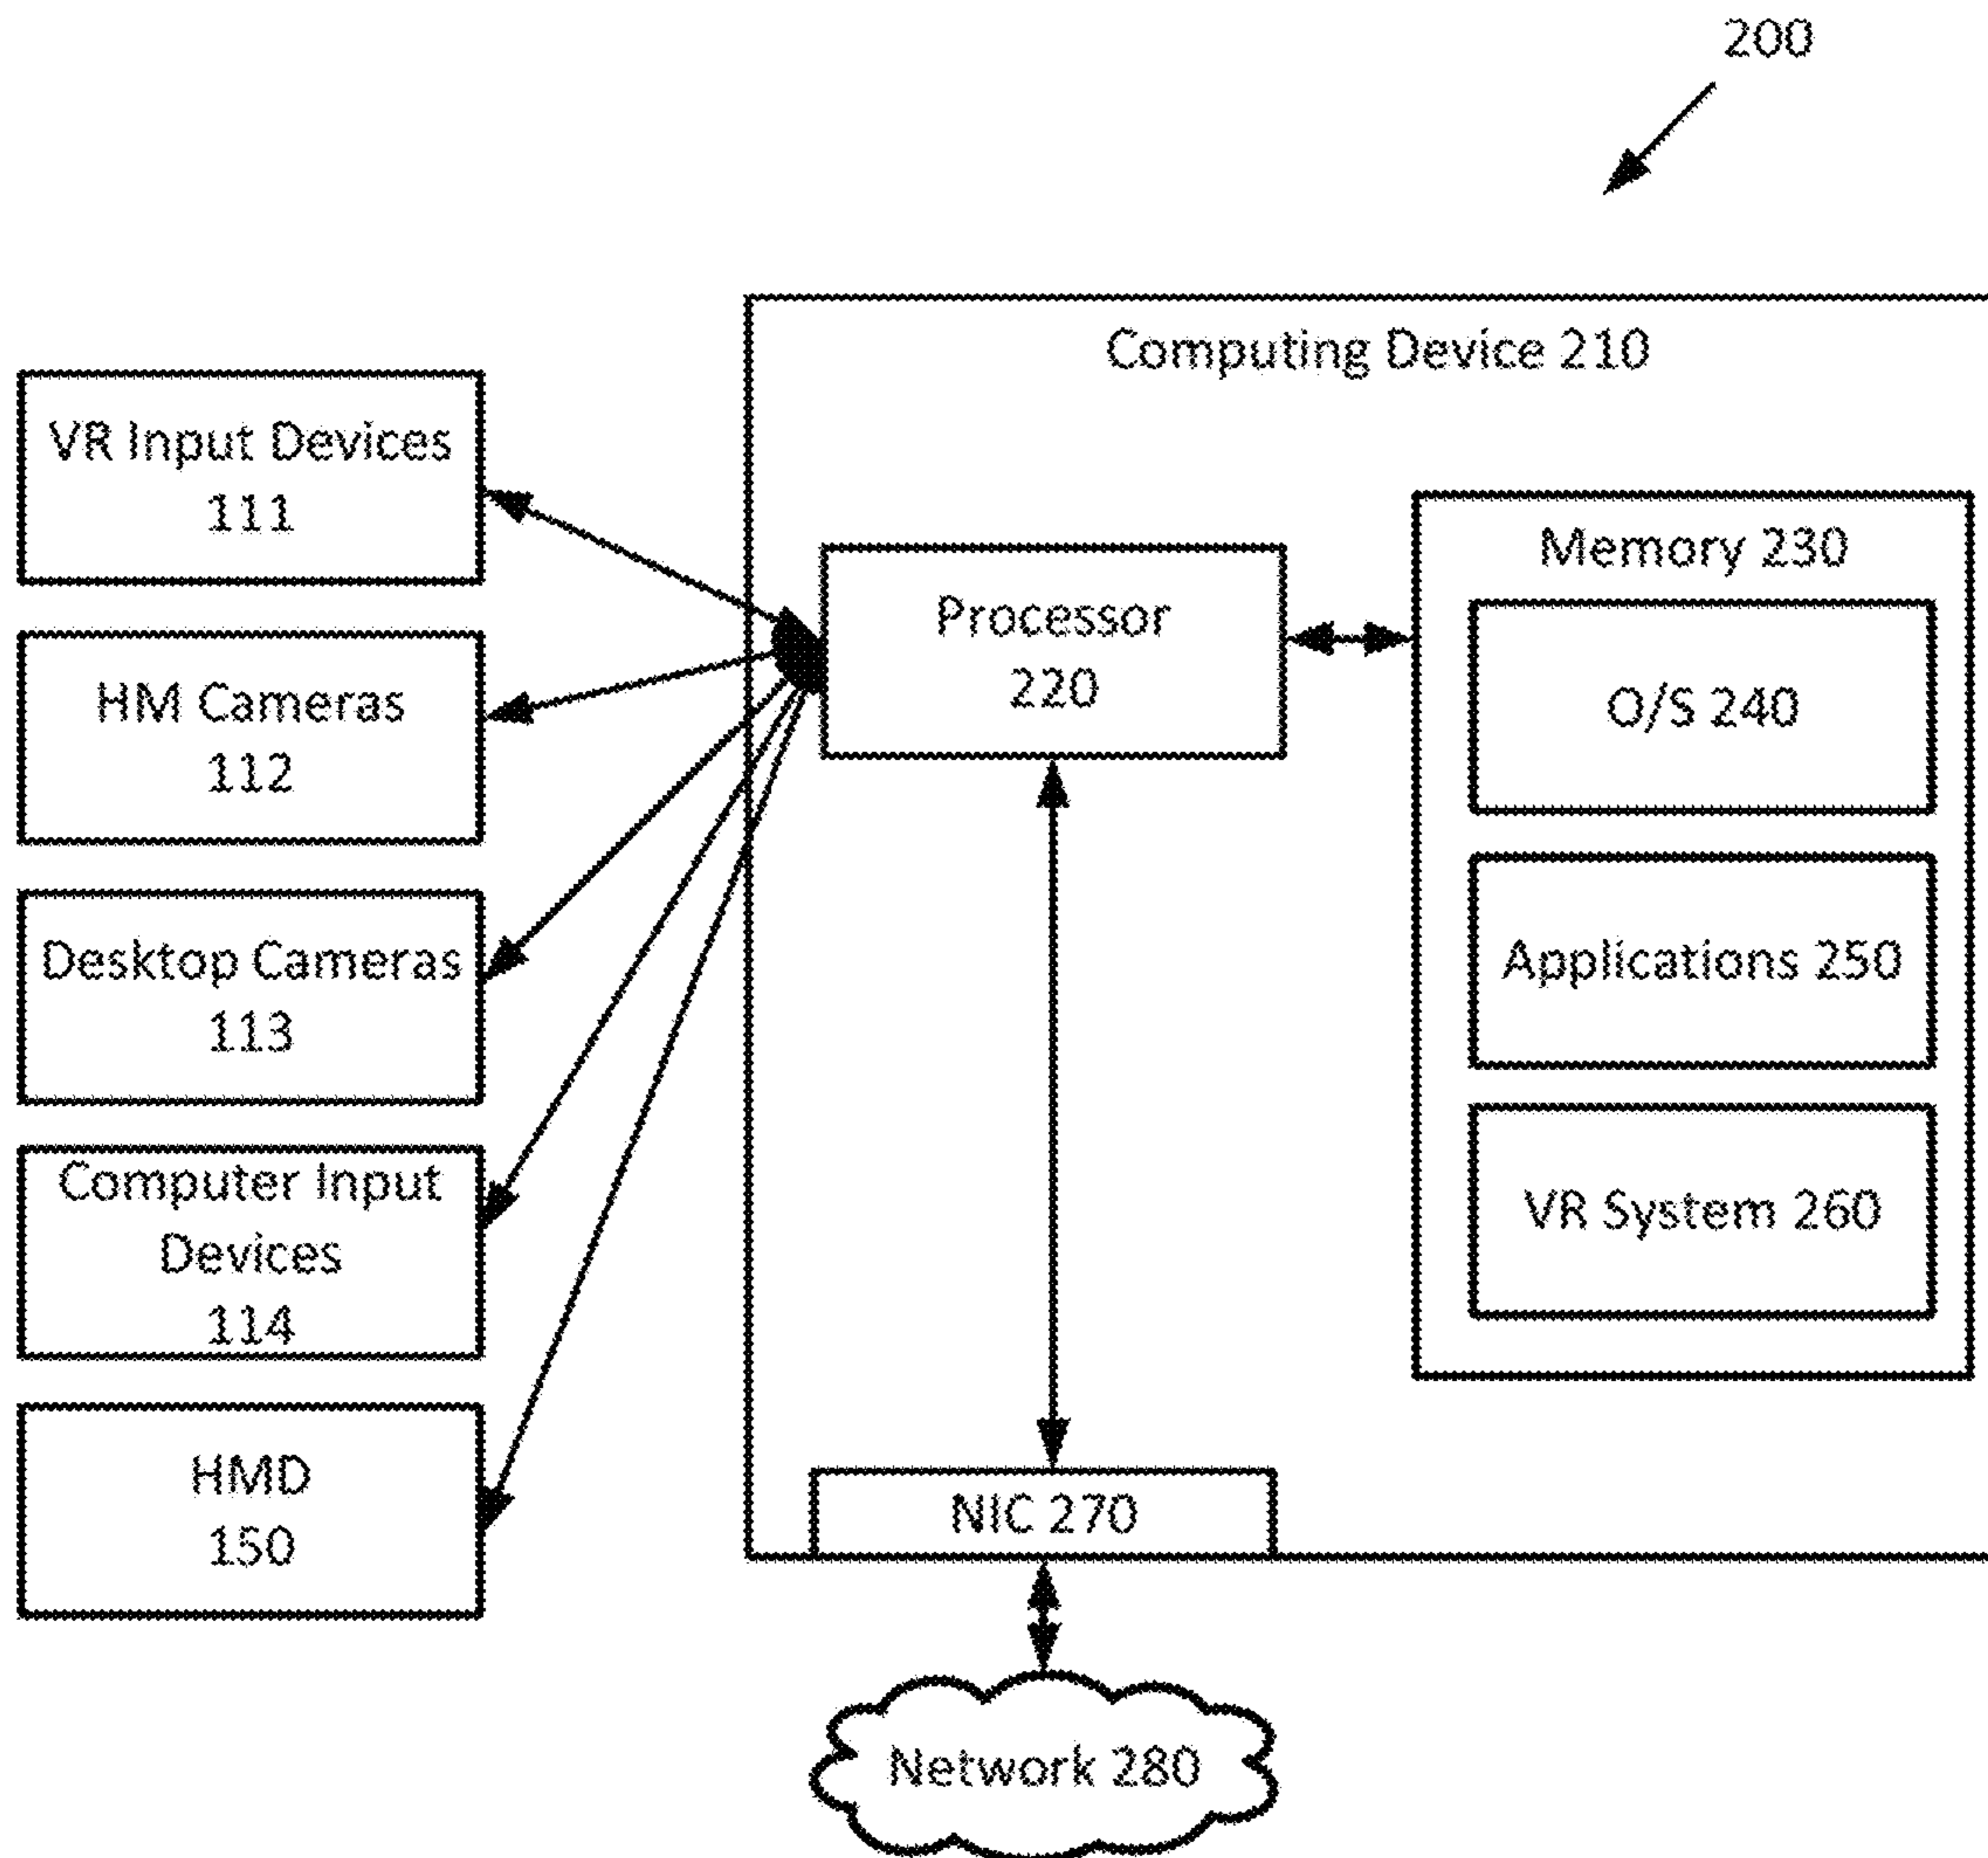 200
Computing Device 210
VR Input Devices
111
HM Cameras
112
Desktop Cameras
113
Computer Input
Devices
114
HMD
150
Processor
220
Memory 230
O/S 240
Applications 250
VR System 260
NIC 270
Network 280